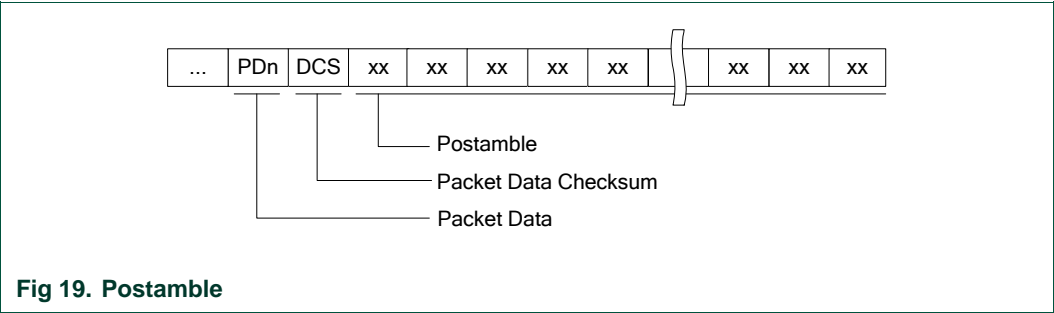 ... PDn DCS xx xx xx xx xx xx xx xx
Postamble
Packet Data Checksum
Packet Data
Fig 19. Postamble